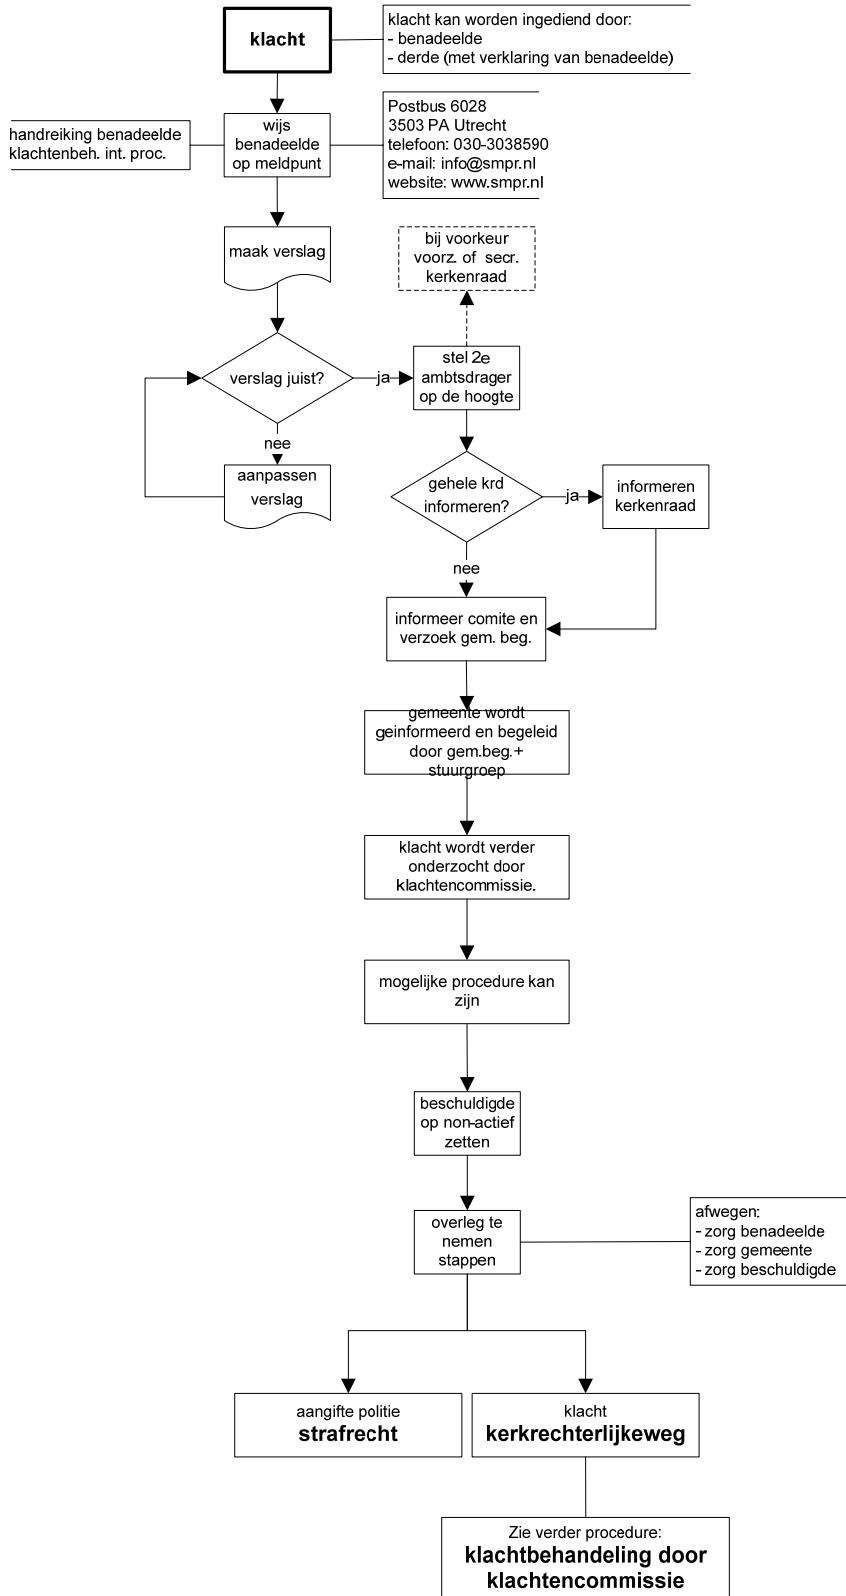 klacht
klacht kan worden ingediend door:
- benadeelde
- derde (met verklaring van benadeelde)
handreiking benadeelde
klachtenbeh. int. proc.
wijs
benadeelde
op meldpunt
Postbus 6028
3503 PA Utrecht
telefoon: 030-3038590
e-mail: info@smpr.nl
website: www.smpr.nl
maak verslag
bij voorkeur
voorz. of secr.
kerkenraad
verslag juist?
ja
stel 2e
ambtsdrager
op de hoogte
nee
aanpassen
verslag
gehele krd
informeren?
ja
informeren
kerkenraad
nee
informeer comite en
verzoek gem. beg.
gemeente wordt
geinformeerd en begeleid
door gem.beg.+
stuurgroep
klacht wordt verder
onderzocht door
klachtencommissie.
mogelijke procedure kan
zijn
beschuldigde
op non-actief
zetten
overleg te
nemen
stappen
afwegen:
- zorg benadeelde
- zorg gemeente
- zorg beschuldigde
aangifte politie
strafrecht
klacht
kerkrechterlijkeweg
Zie verder procedure:
klachtbehandeling door
klachtencommissie